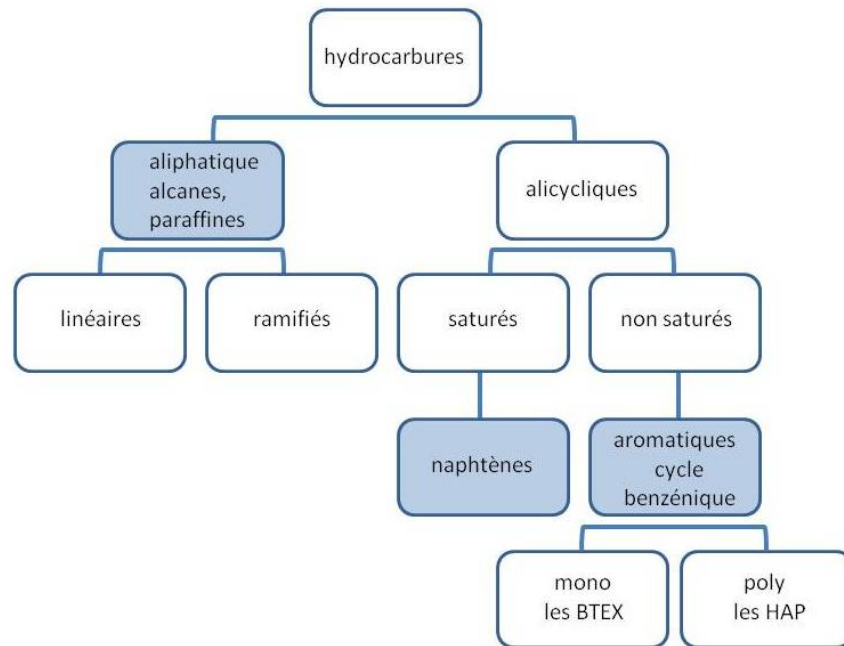 hydrocarbures
aliphatique
alcanes,
paraffines
alicycliques
linéaires
ramifiés
saturés
non saturés
naphtènes
aromatiques
cycle
benzénique
mono
les BTEX
poly
les HAP